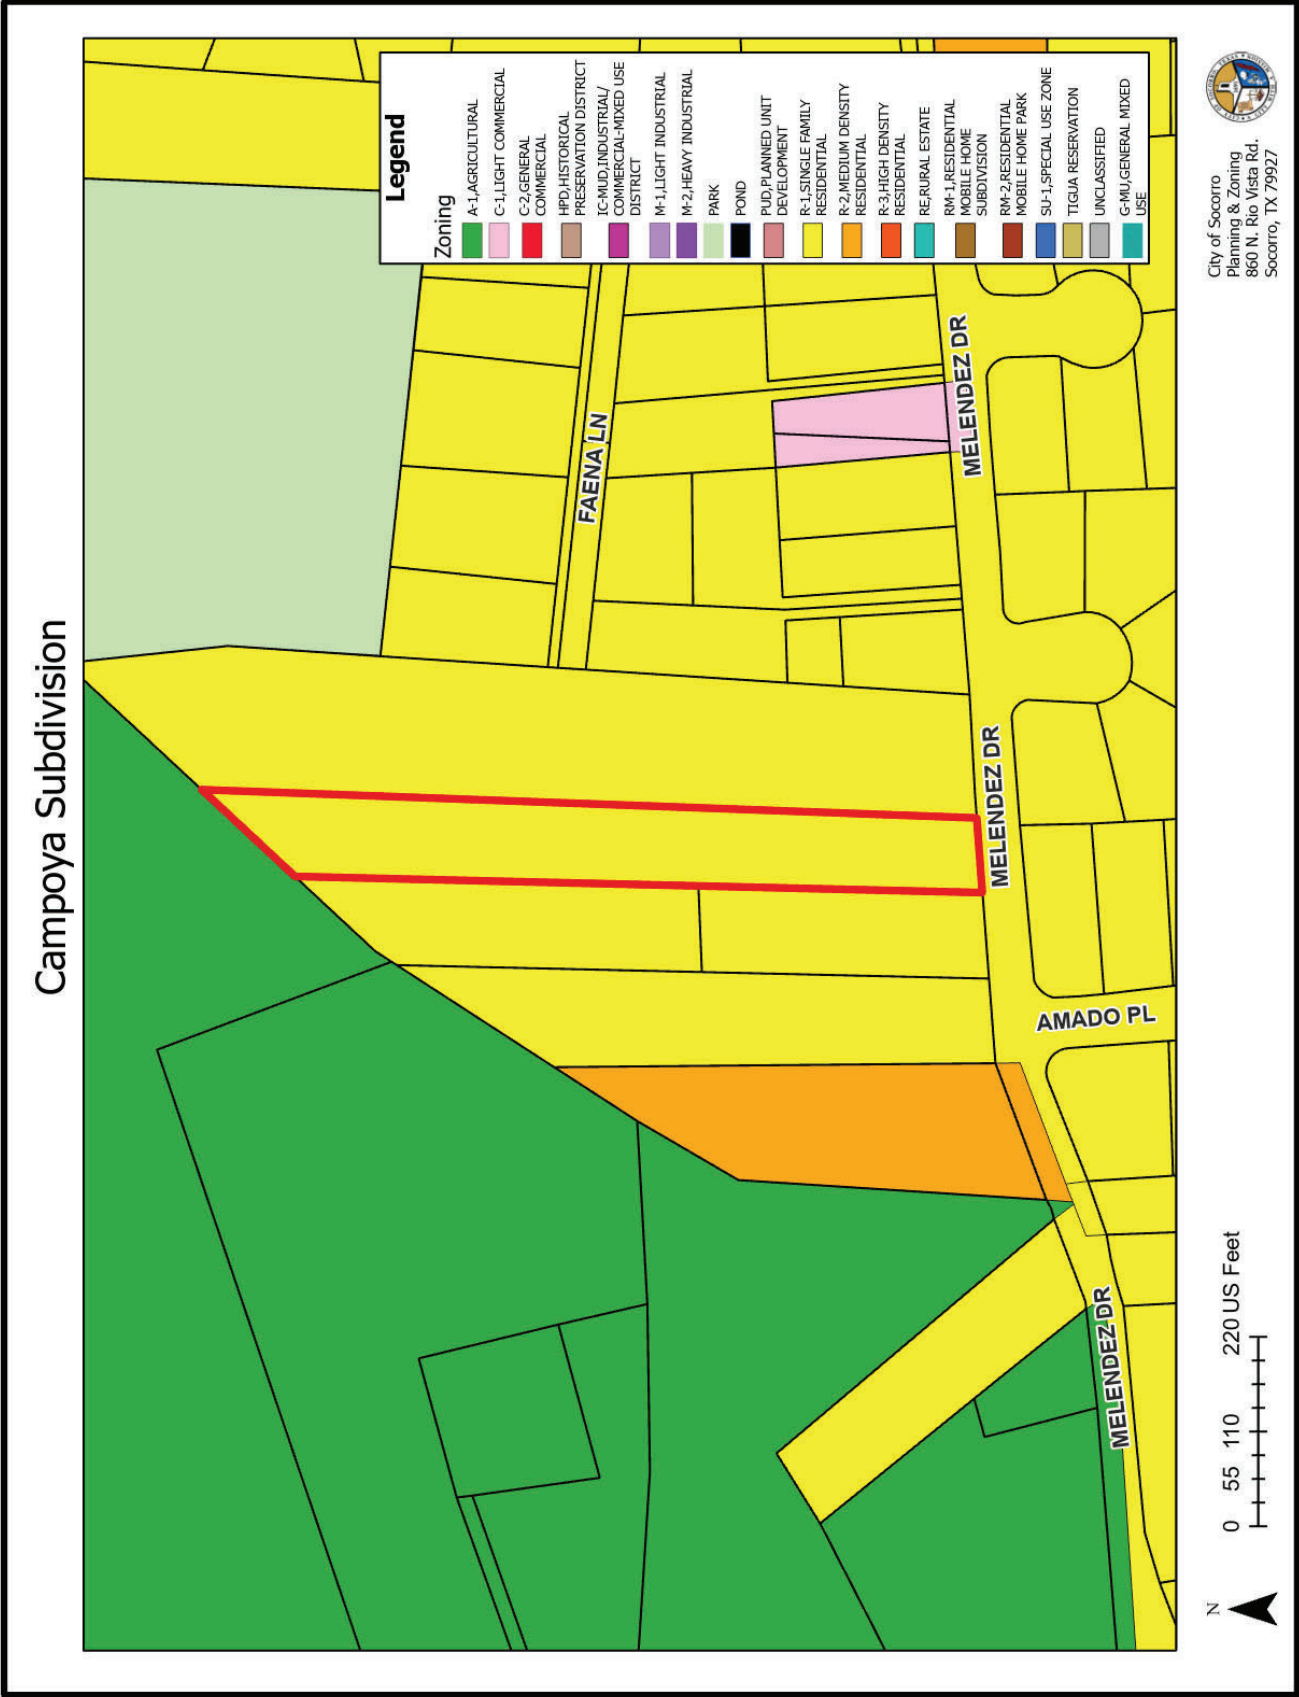 Campoya Subdivision
Legend
Zoning
A-1,AGRICULTURAL
C-1,LIGHT COMMERCIAL
C-2,GENERAL
COMMERCIAL
HPD,HISTORICAL
PRESERVATION DISTRICT
IC-MUD,INDUSTRIAL/
COMMERCIAL-MIXED USE
DISTRICT
M-1,LIGHT INDUSTRIAL
M-2,HEAVY INDUSTRIAL
PARK
POND
PUD,PLANNED UNIT
DEVELOPMENT
R-1,SINGLE FAMILY
RESIDENTIAL
R-2,MEDIUM DENSITY
RESIDENTIAL
R-3,HIGH DENSITY
RESIDENTIAL
RE,RURAL ESTATE
RM-1,RESIDENTIAL
MOBILE HOME
SUBDIVISION
RM-2,RESIDENTIAL
MOBILE HOME PARK
SU-1,SPECIAL USE ZONE
TIGUA RESERVATION
UNCLASSIFIED
G-MU,GENERAL MIXED
USE
FAENA LN
MELENDEZ DR
MELENDEZ DR
AMADO PL
MELENDEZ DR
N
0 55 110 220 US Feet
City of Socorro
Planning & Zoning
860 N. Rio Vista Rd.
Socorro, TX 79927